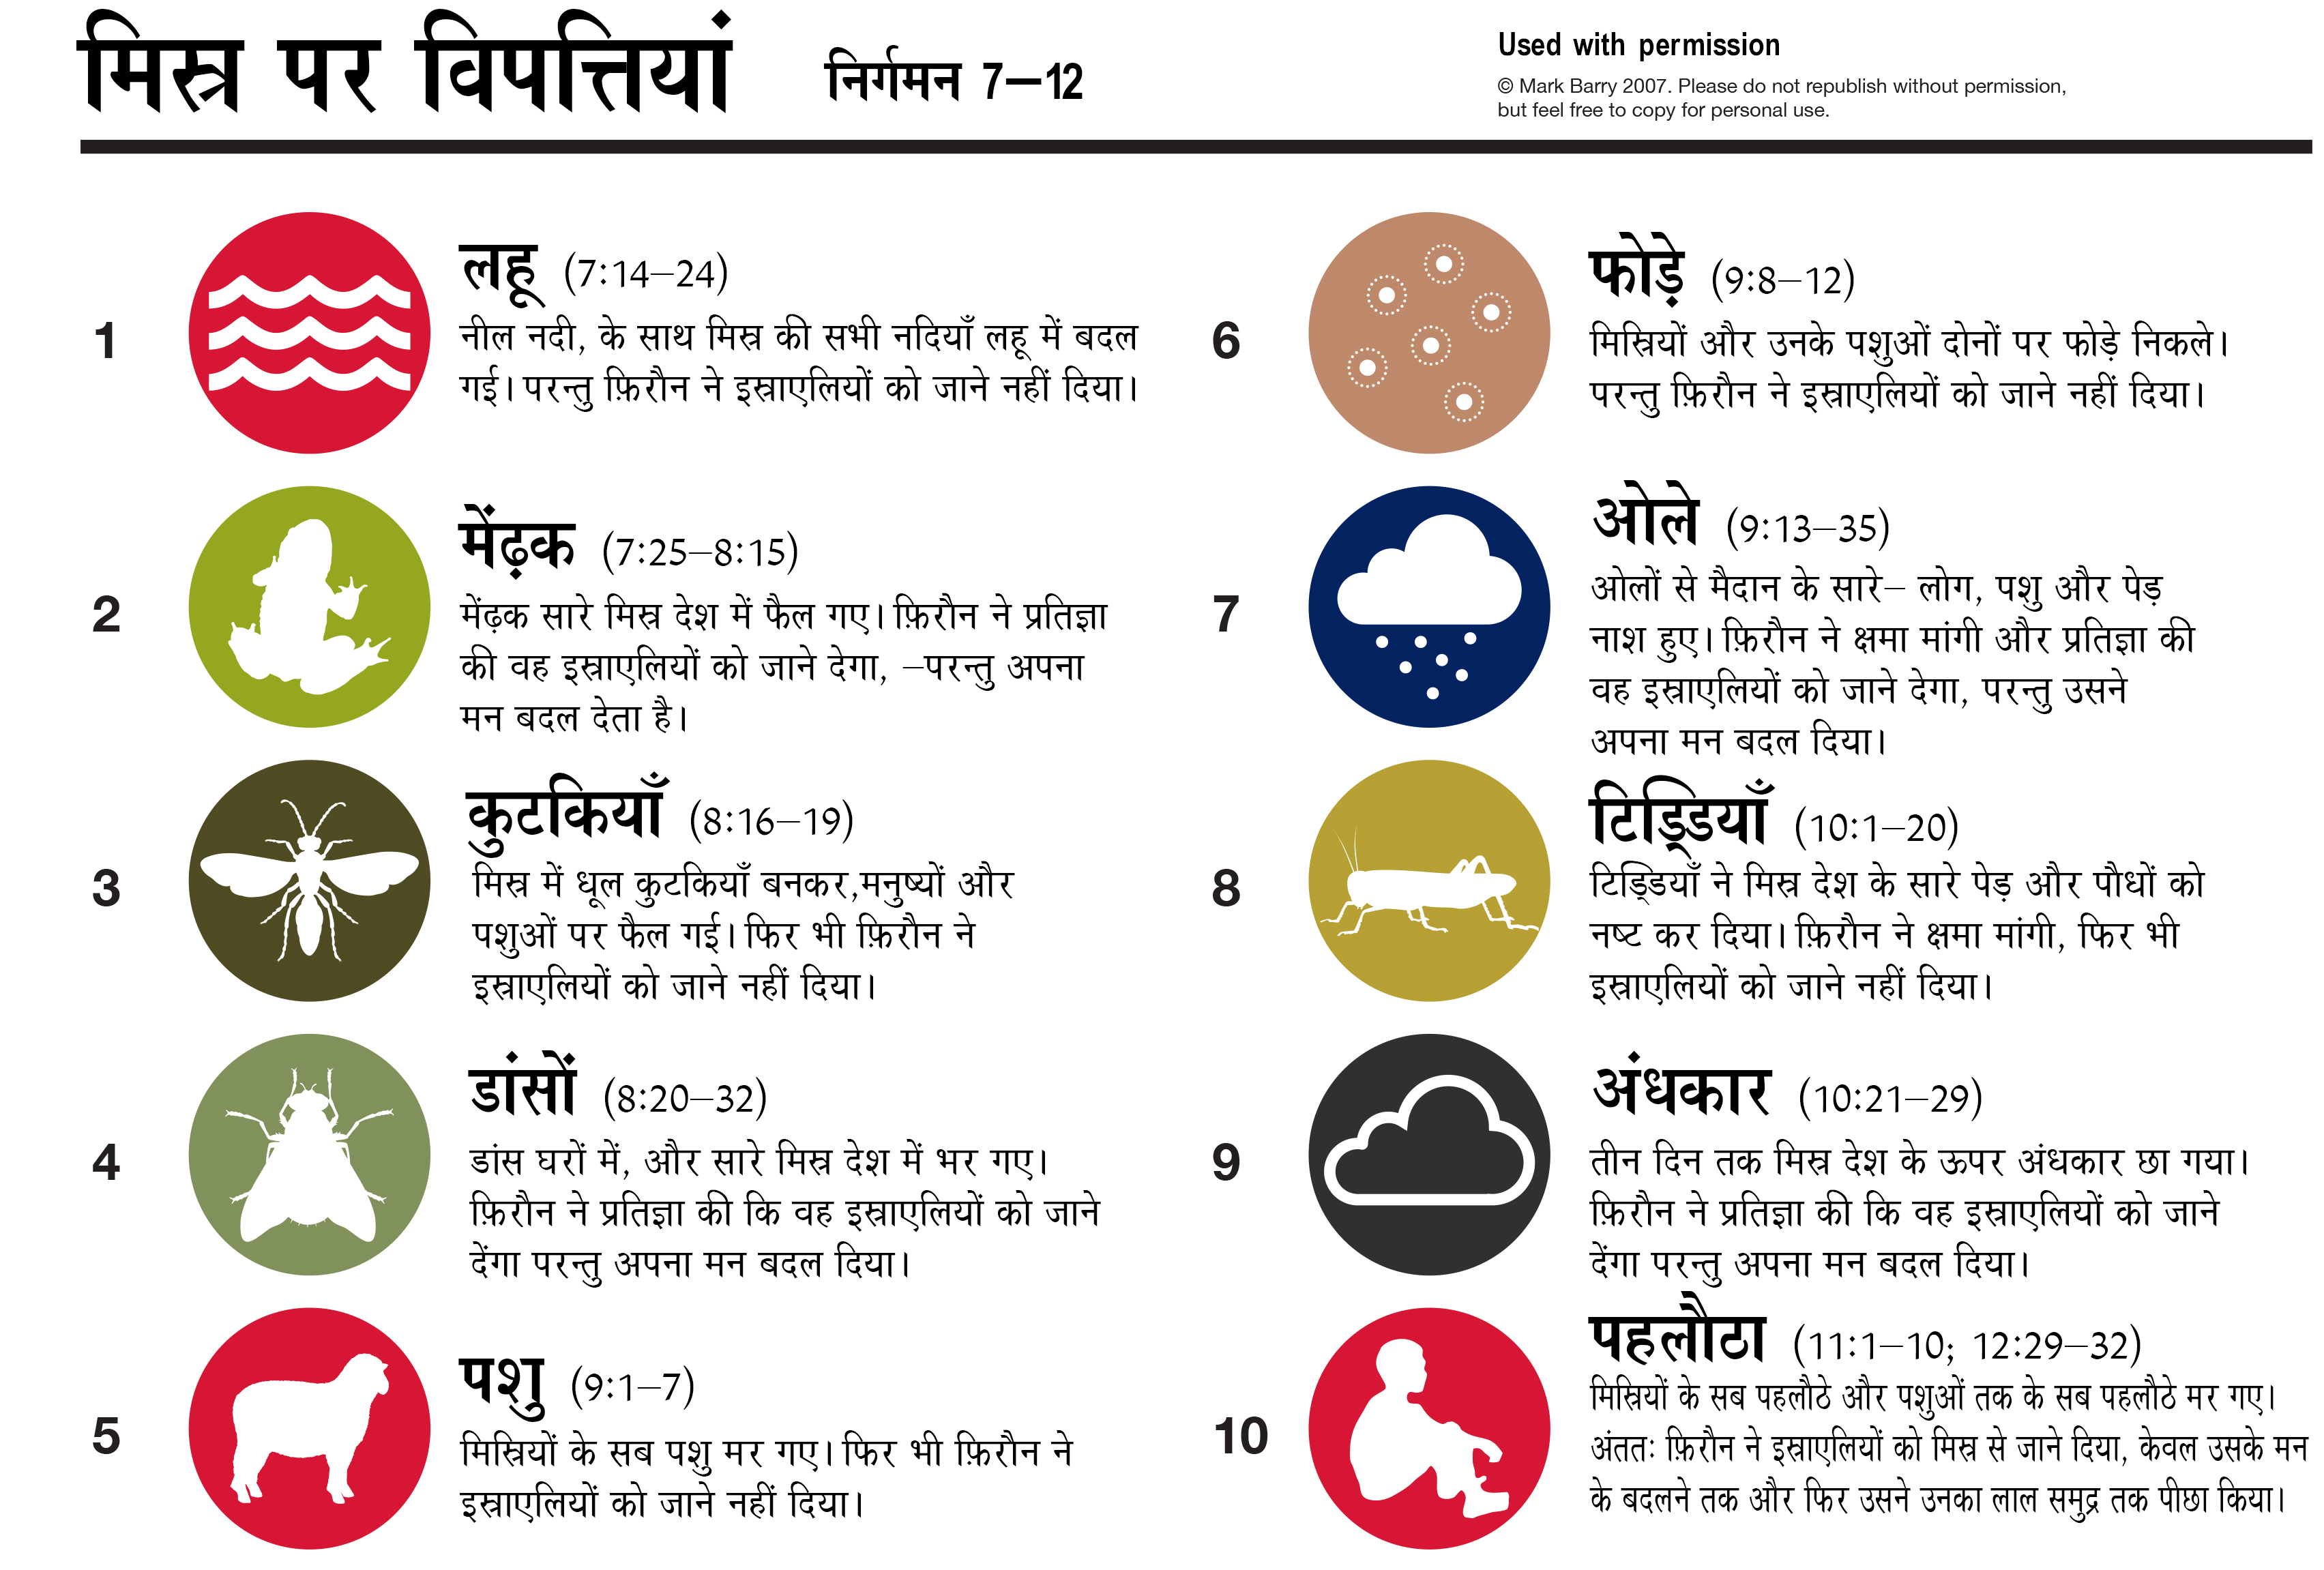 मिस्र पर विपत्तियां निर्गमन 7–12
Used with permission
© Mark Barry 2007. Please do not republish without permission,
but feel free to copy for personal use.
1
लहू (7:14–24)
नील नदी, के साथ मिस्र की सभी नदियाँ लहू में बदल
गई। परन्तु फ़िरौन ने इस्राएलियों को जाने नहीं दिया।
2
मेंढ़क (7:25–8:15)
मेंढ़क सारे मिस्र देश में फैल गए। फ़िरौन ने प्रतिज्ञा
की वह इस्राएलियों को जाने देगा, –परन्तु अपना
मन बदल देता है।
3
कुटकियाँ (8:16–19)
मिस्र में धूल कुटकियाँ बनकर,मनुष्यों और
पशुओं पर फैल गई। फिर भी फ़िरौन ने
इस्राएलियों को जाने नहीं दिया।
4
डांसों (8:20–32)
डांस घरों में, और सारे मिस्र देश में भर गए।
फ़िरौन ने प्रतिज्ञा की कि वह इस्राएलियों को जाने
देंगा परन्तु अपना मन बदल दिया।
5
पशु (9:1–7)
मिस्रियों के सब पशु मर गए। फिर भी फ़िरौन ने
इस्राएलियों को जाने नहीं दिया।
6
फोड़े (9:8–12)
मिस्रियों और उनके पशुओं दोनों पर फोड़े निकले।
परन्तु फ़िरौन ने इस्राएलियों को जाने नहीं दिया।
7
ओले (9:13–35)
ओलों से मैदान के सारे– लोग, पशु और पेड़
नाश हुए। फ़िरौन ने क्षमा मांगी और प्रतिज्ञा की
वह इस्राएलियों को जाने देगा, परन्तु उसने
अपना मन बदल दिया।
8
टिड्डियाँ (10:1–20)
टिड्डियाँ ने मिस्र देश के सारे पेड़ और पौधों को
नष्ट कर दिया। फ़िरौन ने क्षमा मांगी, फिर भी
इस्राएलियों को जाने नहीं दिया।
9
अंधकार (10:21–29)
तीन दिन तक मिस्र देश के ऊपर अंधकार छा गया।
फ़िरौन ने प्रतिज्ञा की कि वह इस्राएलियों को जाने
देंगा परन्तु अपना मन बदल दिया।
10
पहलौठा (11:1–10; 12:29–32)
मिस्रियों के सब पहलौठे और पशुओं तक के सब पहलौठे मर गए।
अंततः फ़िरौन ने इस्राएलियों को मिस्र से जाने दिया, केवल उसके मन
के बदलने तक और फिर उसने उनका लाल समुद्र तक पीछा किया।